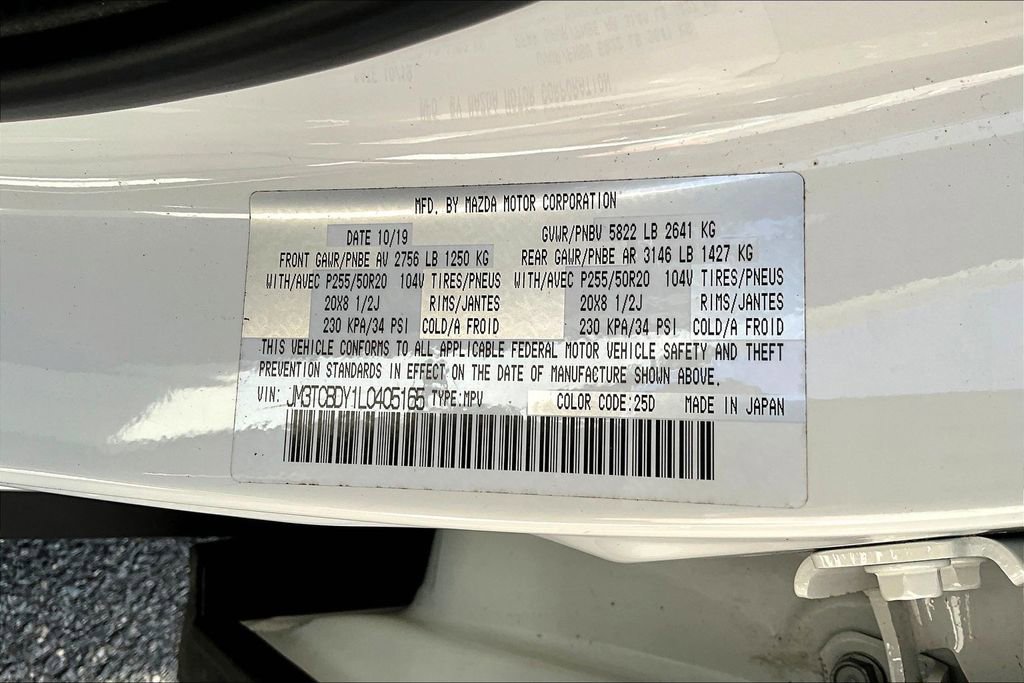 MFD. BY MAZDA MOTOR CORPORATION
DATE 10/19 GVWR/PNBV 5822 LB 2641 KG
FRONT GAWR/PNBE AV 2756 LB 1250 KG REAR GAWR/PNBE AR 3146 LB 1427 KG
WITH/AVEC P255/50R20 104V TIRES/PNEUS WITH/AVEC P255/50R20 104V TIRES/PNEUS
20X8 1/2J RIMS/JANTES 20X8 1/2J RIMS/JANTES
230 KPA/34 PSI COLD/A FROID 230 KPA/34 PSI COLD/A FROID
THIS VEHICLE CONFORMS TO ALL APPLICABLE FEDERAL MOTOR VEHICLE SAFETY AND THEFT
PREVENTION STANDARDS IN EFFECT ON THE DATE OF MANUFACTURE SHOWN ABOVE.
VIN: JM3TCBDY1L0405165 TYPE:MPV COLOR CODE:25D MADE IN JAPAN